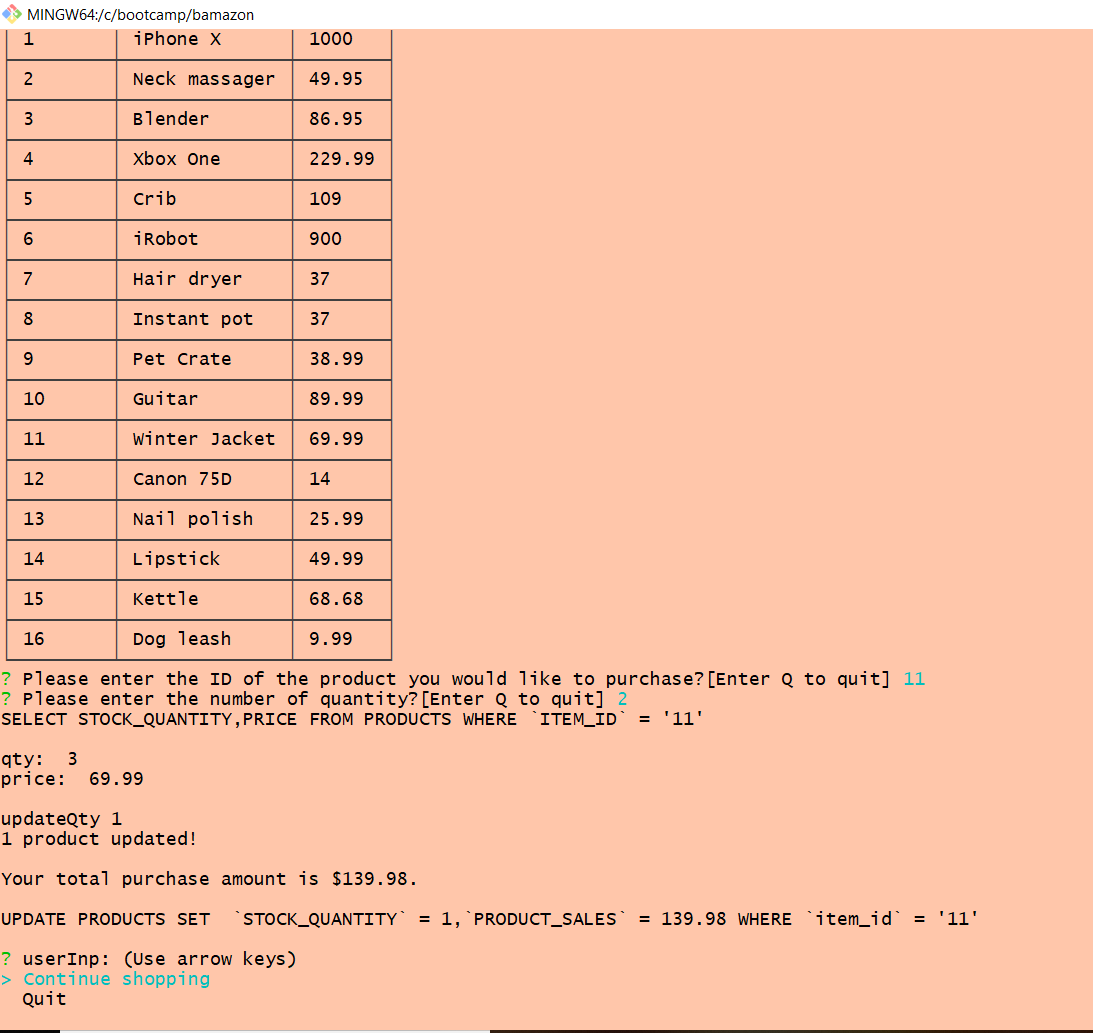 MINGW64:/c/bootcamp/bamazon
1 iPhone X 1000
2 Neck massager 49.95
3 Blender 86.95
4 Xbox One 229.99
5 Crib 109
6 iRobot 900
7 Hair dryer 37
8 Instant pot 37
9 Pet Crate 38.99
10 Guitar 89.99
11 Winter Jacket 69.99
12 Canon 75D 14
13 Nail polish 25.99
14 Lipstick 49.99
15 Kettle 68.68
16 Dog leash 9.99
? Please enter the ID of the product you would like to purchase?[Enter Q to quit] 11
? Please enter the number of quantity?[Enter Q to quit] 2
SELECT STOCK_QUANTITY,PRICE FROM PRODUCTS WHERE `ITEM_ID` = '11'
qty:  3
price:  69.99
updateQty 1
1 product updated!
Your total purchase amount is $139.98.
UPDATE PRODUCTS SET  `STOCK_QUANTITY` = 1,`PRODUCT_SALES` = 139.98 WHERE `item_id` = '11'
? userInp: (Use arrow keys)
> Continue shopping
Quit